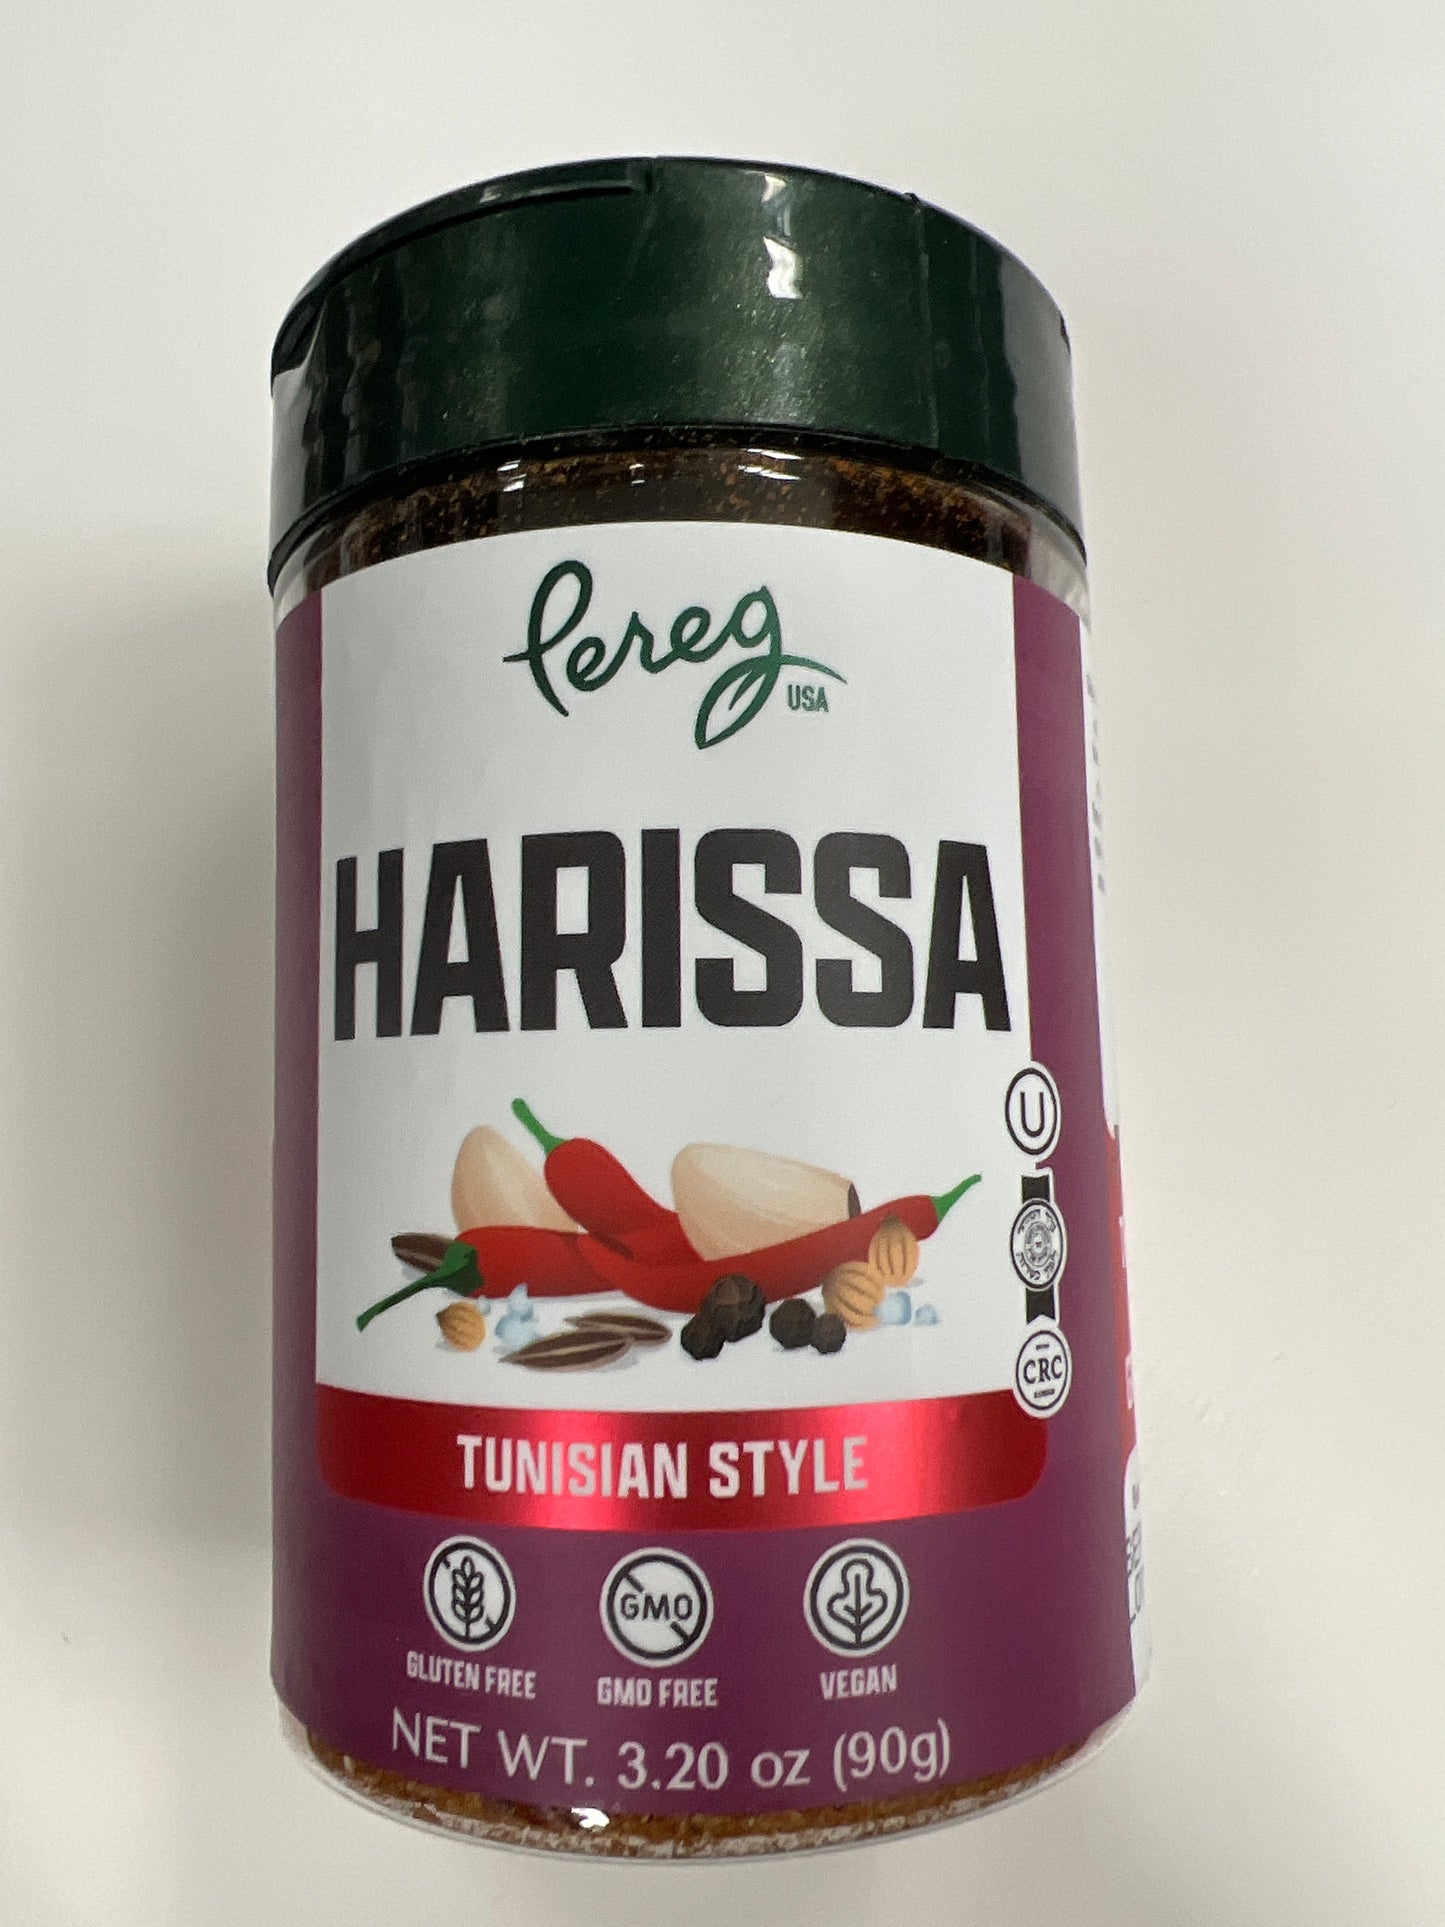 Pereg
USA
HARISSA
U
CRC
TUNISIAN STYLE
GMO
GLUTEN FREE
GMO FREE
VEGAN
NET WT. 3.20 oz (90g)